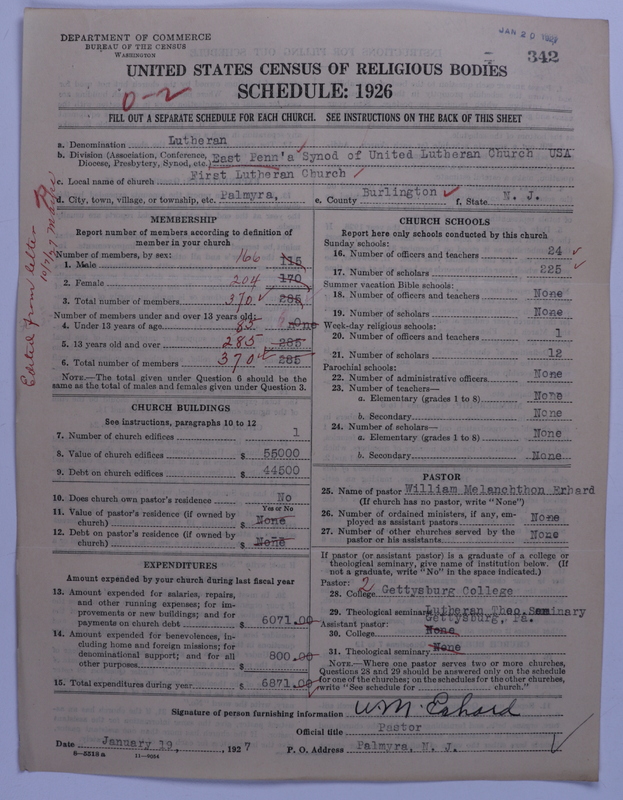 JAN 20 1927
342
DEPARTMENT OF COMMERCE
BUREAU OF THE CENSUS
WASHINGTON
UNITED STATES CENSUS OF RELIGIOUS BODIES
SCHEDULE: 1926
0-2
FILL OUT A SEPARATE SCHEDULE FOR EACH CHURCH. SEE INSTRUCTIONS ON THE BACK OF THIS SHEET
a. Denomination Lutheran
b. Division (Association, Conference, Diocese, Presbytery, Synod, etc.) East Penn'a Synod of United Lutheran Church USA
c. Local name of church First Lutheran Church
d. City, town, village, or township, etc. Palmyra, e. County Burlington f. State N. J.
Edited from letter
10/7/27
MEMBERSHIP
Report number of members according to definition of
member in your church
Number of members, by sex:
1. Male 166 115
2. Female 204 170
3. Total number of members 370 285
Number of members under and over 13 years old:
4. Under 13 years of age 85 None
5. 13 years old and over 285 285
6. Total number of members 370 285
NOTE.—The total given under Question 6 should be the
same as the total of males and females given under Question 3.
CHURCH BUILDINGS
See instructions, paragraphs 10 to 12
7. Number of church edifices 1
8. Value of church edifices $ 55000
9. Debt on church edifices $ 44500
10. Does church own pastor's residence No
Yes or No
11. Value of pastor's residence (if owned by
church) $ None
12. Debt on pastor's residence (if owned by
church) $ None
EXPENDITURES
Amount expended by your church during last fiscal year
13. Amount expended for salaries, repairs,
and other running expenses; for im-
provements or new buildings; and for
payments on church debt $ 6071.00
14. Amount expended for benevolences, in-
cluding home and foreign missions; for
denominational support; and for all
other purposes $ 800.00
15. Total expenditures during year $ 6871.00
CHURCH SCHOOLS
Report here only schools conducted by this church.
Sunday schools:
16. Number of officers and teachers 24
17. Number of scholars 225
Summer vacation Bible schools:
18. Number of officers and teachers None
19. Number of scholars None
Week-day religious schools:
20. Number of officers and teachers 1
21. Number of scholars 12
Parochial schools:
22. Number of administrative officers None
23. Number of teachers—
a. Elementary (grades 1 to 8) None
b. Secondary None
24. Number of scholars—
a. Elementary (grades 1 to 8) None
b. Secondary None
PASTOR
25. Name of pastor William Melanchthon Erhard
(If church has no pastor, write "None")
26. Number of ordained ministers, if any, em-
ployed as assistant pastors None
27. Number of other churches served by the
pastor or his assistants None
If pastor (or assistant pastor) is a graduate of a college or
theological seminary, give name of institution below. (If
not a graduate, write "No" in the space indicated.)
Pastor: 2
28. College Gettysburg College
29. Theological seminary Lutheran Theo. Seminary
Gettysburg, Pa.
Assistant pastor:
30. College None
31. Theological seminary None
NOTE.—Where one pastor serves two or more churches,
Questions 28 and 29 should be answered only on the schedule
for one of the churches; on the schedules for the other churches,
write "See schedule for church."
Signature of person furnishing information W M. Erhard
Official title Pastor
Date January 19, 1927 P. O. Address Palmyra, N. J.
8—5518a 11—9054